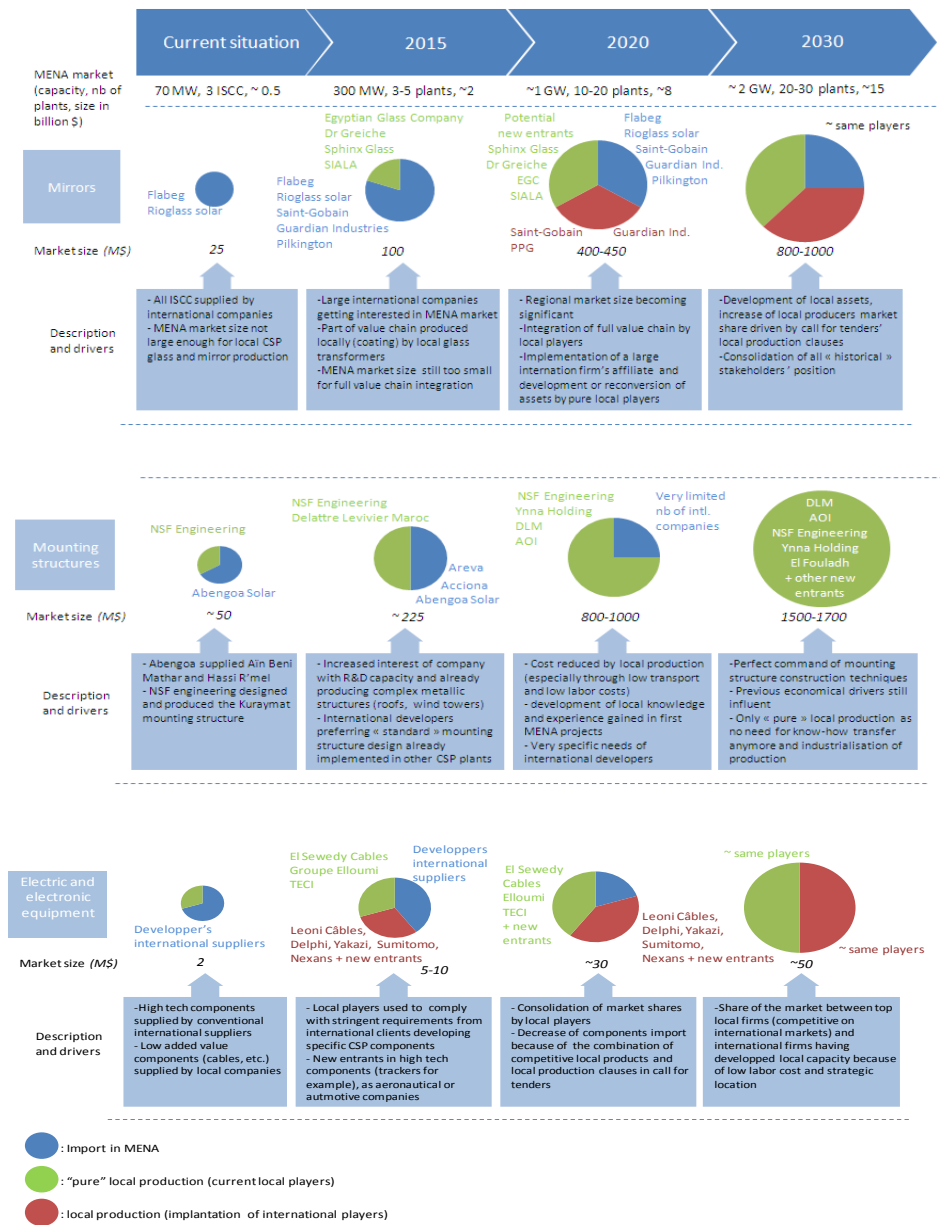 Current situation
2015
2020
2030
MENA market
(capacity, nb of
plants, size in
billion $)
70 MW, 3 ISCC, ~ 0.5
300 MW, 3-5 plants, ~2
~1 GW, 10-20 plants, ~8
~ 2 GW, 20-30 plants, ~15
Mirrors
Flabeg
Rioglass solar
Egyptian Glass Company
Dr Greiche
Sphinx Glass
SIALA
Flabeg
Rioglass solar
Saint-Gobain
Guardian Industries
Pilkington
Potential
new entrants
Sphinx Glass
Dr Greiche
EGC
SIALA
Flabeg
Rioglass solar
Saint-Gobain
Guardian Ind.
Pilkington
Saint-Gobain
PPG
Guardian Ind.
~ same players
Market size (M$)
25
100
400-450
800-1000
Description
and drivers
- All ISCC supplied by
international companies
- MENA market size not
large enough for local CSP
glass and mirror production
-Large international companies
getting interested in MENA market
-Part of value chain produced
locally (coating) by local glass
transformers
-MENA market size still too small
for full value chain integration
- Regional market size becoming
significant
- Integration of full value chain by
local players
- Implementation of a large
internation firm's affiliate and
development or reconversion of
assets by pure local players
-Development of local assets,
increase of local producers market
share driven by call for tenders'
local production clauses
-Consolidation of all « historical »
stakeholders' position
Mounting
structures
NSF Engineering
Abengoa Solar
NSF Engineering
Delattre Levivier Maroc
Areva
Acciona
Abengoa Solar
NSF Engineering
Ynna Holding
DLM
AOI
Very limited
nb of intl.
companies
DLM
AOI
NSF Engineering
Ynna Holding
El Fouladh
+ other new
entrants
Market size (M$)
~ 50
~ 225
800-1000
1500-1700
Description
and drivers
- Abengoa supplied Aïn Beni
Mathar and Hassi R'mel
- NSF engineering designed
and produced the Kuraymat
mounting structure
- Increased interest of company
with R&D capacity and already
producing complex metallic
structures (roofs, wind towers)
- International developers
preferring « standard » mounting
structure design already
implemented in other CSP plants
- Cost reduced by local production
(especially through low transport
and low labor costs)
- development of local knowledge
and experience gained in first
MENA projects
- Very specific needs of
international developers
-Perfect command of mounting
structure construction techniques
- Previous economical drivers still
influent
- Only « pure » local production as
no need for know-how transfer
anymore and industrialisation of
production
Electric and
electronic
equipment
Developper's
international suppliers
El Sewedy Cables
Groupe Elloumi
TECI
Developpers
international
suppliers
Leoni Câbles,
Delphi, Yakazi, Sumitomo,
Nexans + new entrants
El Sewedy
Cables
Elloumi
TECI
+ new
entrants
Leoni Câbles,
Delphi, Yakazi,
Sumitomo,
Nexans + new entrants
~ same players
~ same players
Market size (M$)
2
5-10
~30
~50
Description
and drivers
-High tech components
supplied by conventional
international suppliers
- Low added value
components (cables, etc.)
supplied by local companies
- Local players used to comply
with stringent requirements from
international clients developing
specific CSP components
- New entrants in high tech
components (trackers for
example), as aeronautical or
autmotive companies
- Consolidation of market shares
by local players
- Decrease of components import
because of the combination of
competitive local products and
local production clauses in call for
tenders
-Share of the market between top
local firms (competitive on
international markets) and
international firms having
developped local capacity because
of low labor cost and strategic
location
: Import in MENA
: “pure” local production (current local players)
: local production (implantation of international players)